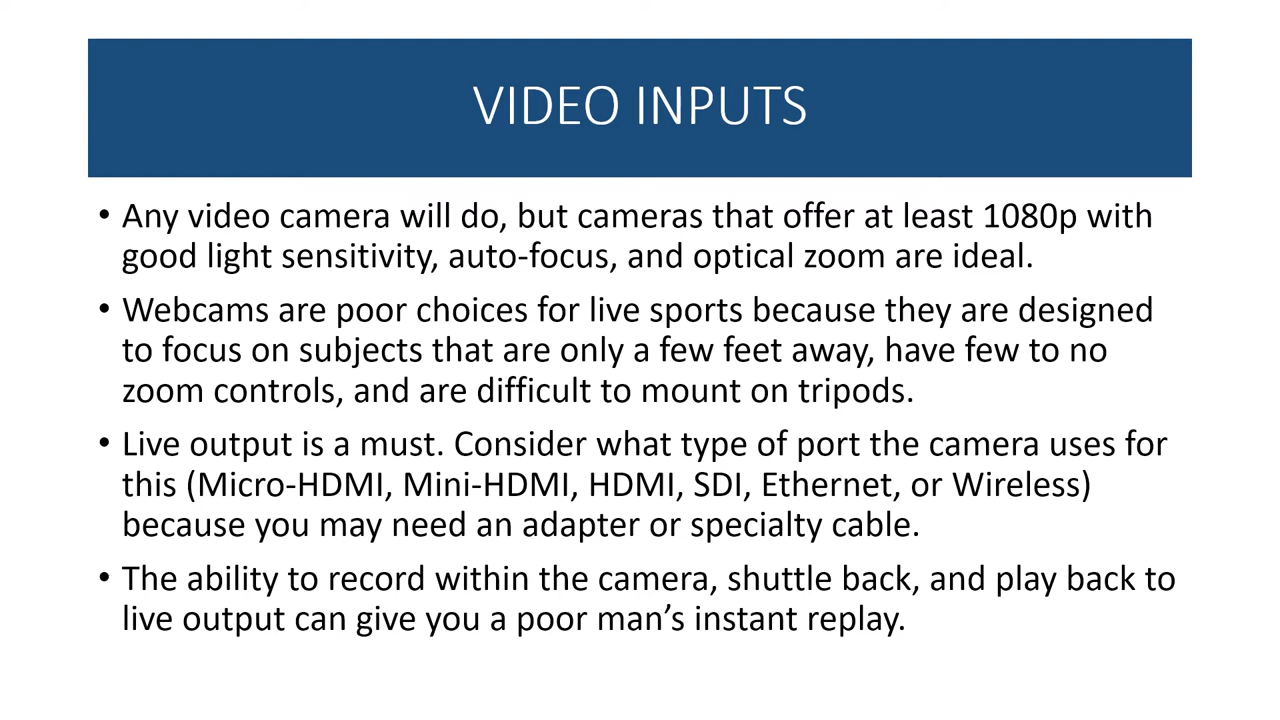 VIDEO INPUTS
• Any video camera will do, but cameras that offer at least 1080p with
good light sensitivity, auto-focus, and optical zoom are ideal.
• Webcams are poor choices for live sports because they are designed
to focus on subjects that are only a few feet away, have few to no
zoom controls, and are difficult to mount on tripods.
• Live output is a must. Consider what type of port the camera uses for
this (Micro-HDMI, Mini-HDMI, HDMI, SDI, Ethernet, or Wireless)
because you may need an adapter or specialty cable.
• The ability to record within the camera, shuttle back, and play back to
live output can give you a poor man’s instant replay.